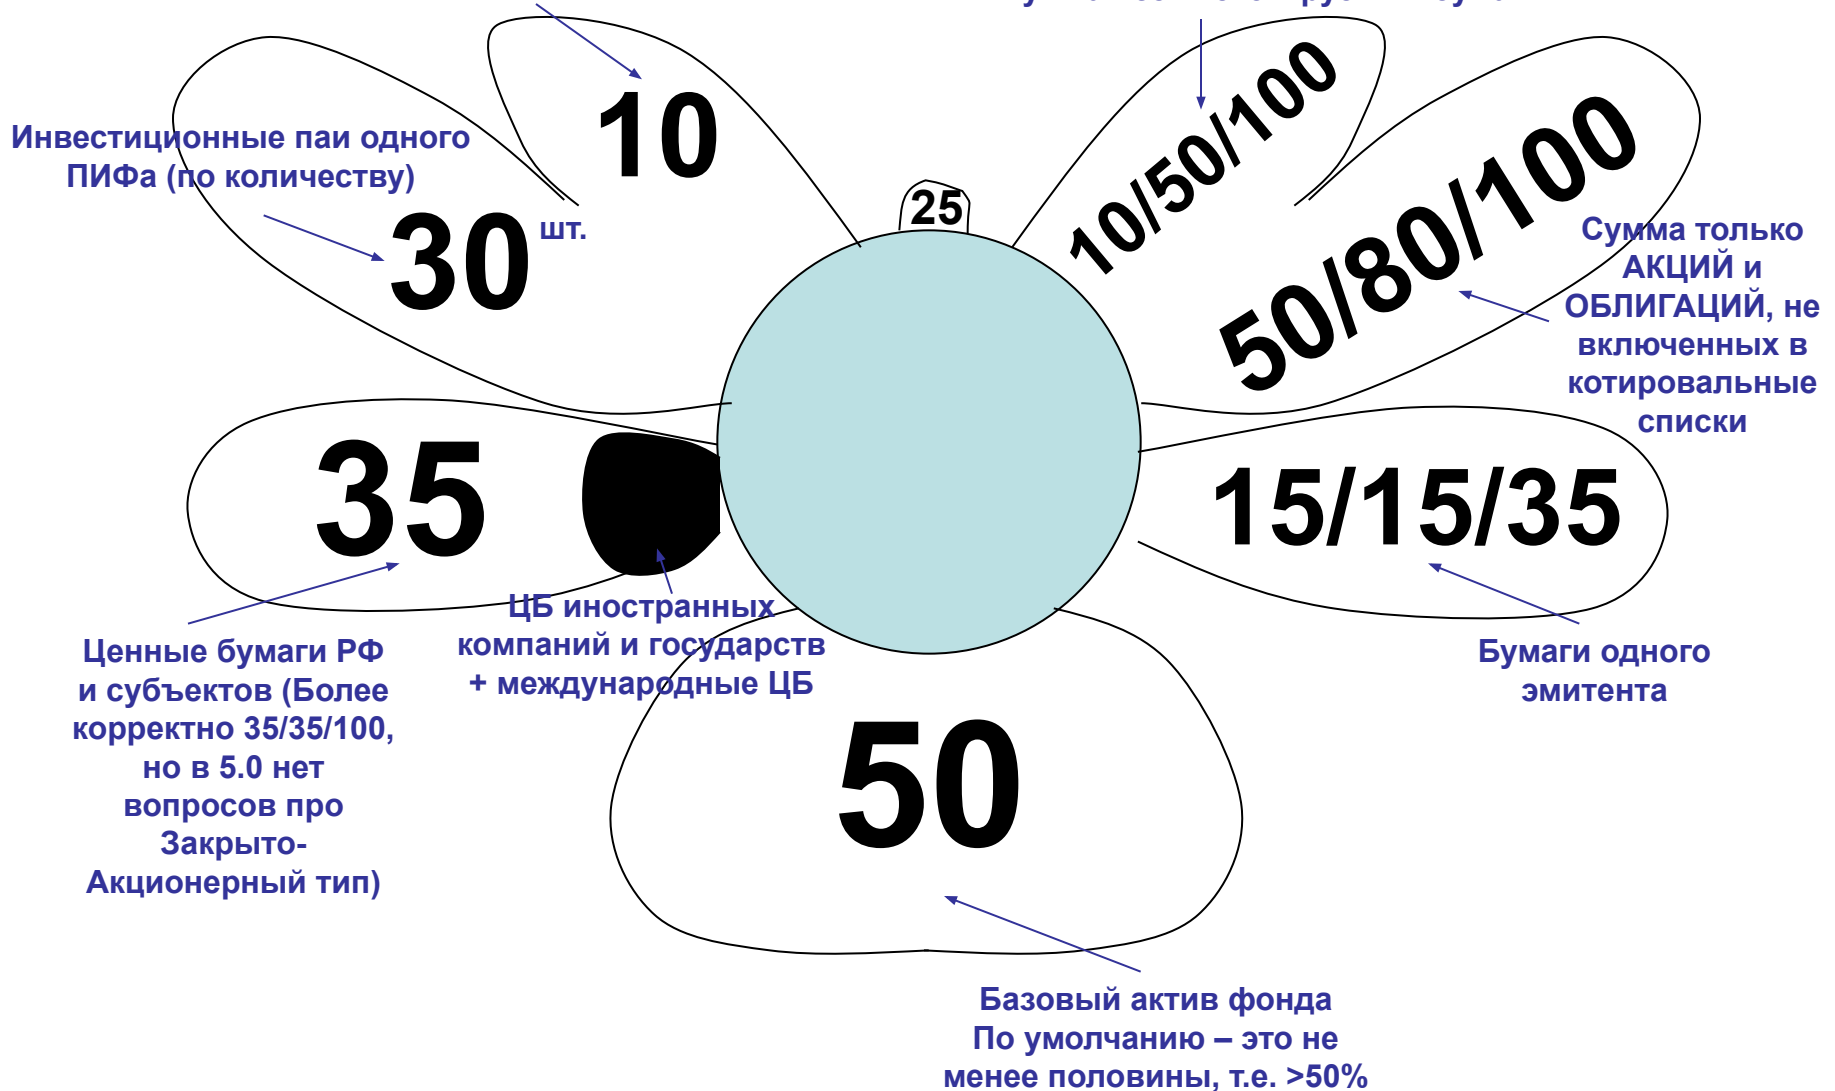 10
Инвестиционные паи одного
ПИФа (по количеству)
30 шт.
25
10/50/100
50/80/100
Сумма только
АКЦИЙ и
ОБЛИГАЦИЙ, не
включенных в
котировальные
списки
35
15/15/35
ЦБ иностранных
компаний и государств
+ международные ЦБ
Ценные бумаги РФ
и субъектов (Более
корректно 35/35/100,
но в 5.0 нет
вопросов про
Закрыто-
Акционерный тип)
Бумаги одного
эмитента
50
Базовый актив фонда
По умолчанию – это не
менее половины, т.е. >50%